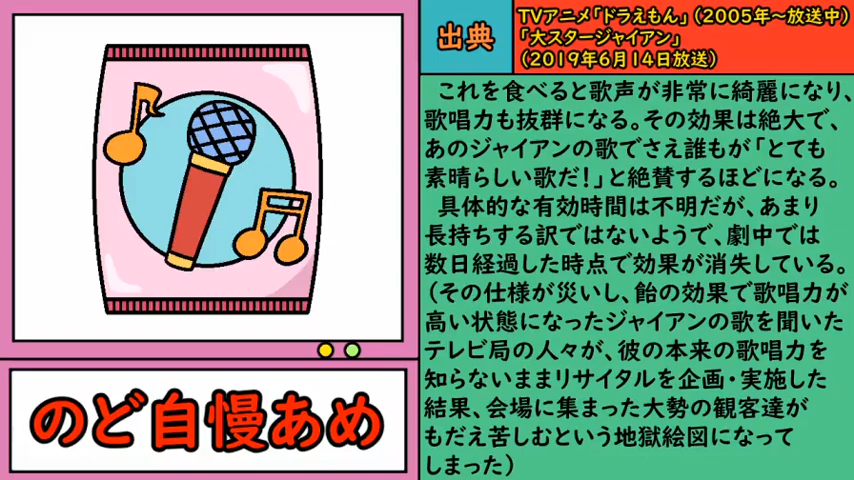 出典
TVアニメ「ドラえもん」（2005年〜放送中）
「大スタージャイアン」
（2019年6月14日放送）
これを食べると歌声が非常に綺麗になり、
歌唱力も抜群になる。その効果は絶大で、
あのジャイアンの歌でさえ誰もが「とても
素晴らしい歌だ！」と絶賛するほどになる。
具体的な有効時間は不明だが、あまり
長持ちする訳ではないようで、劇中では
数日経過した時点で効果が消失している。
（その仕様が災いし、飴の効果で歌唱力が
高い状態になったジャイアンの歌を聞いた
テレビ局の人々が、彼の本来の歌唱力を
知らないままリサイタルを企画・実施した
結果、会場に集まった大勢の観客達が
もだえ苦しむという地獄絵図になって
しまった）
のど自慢あめ